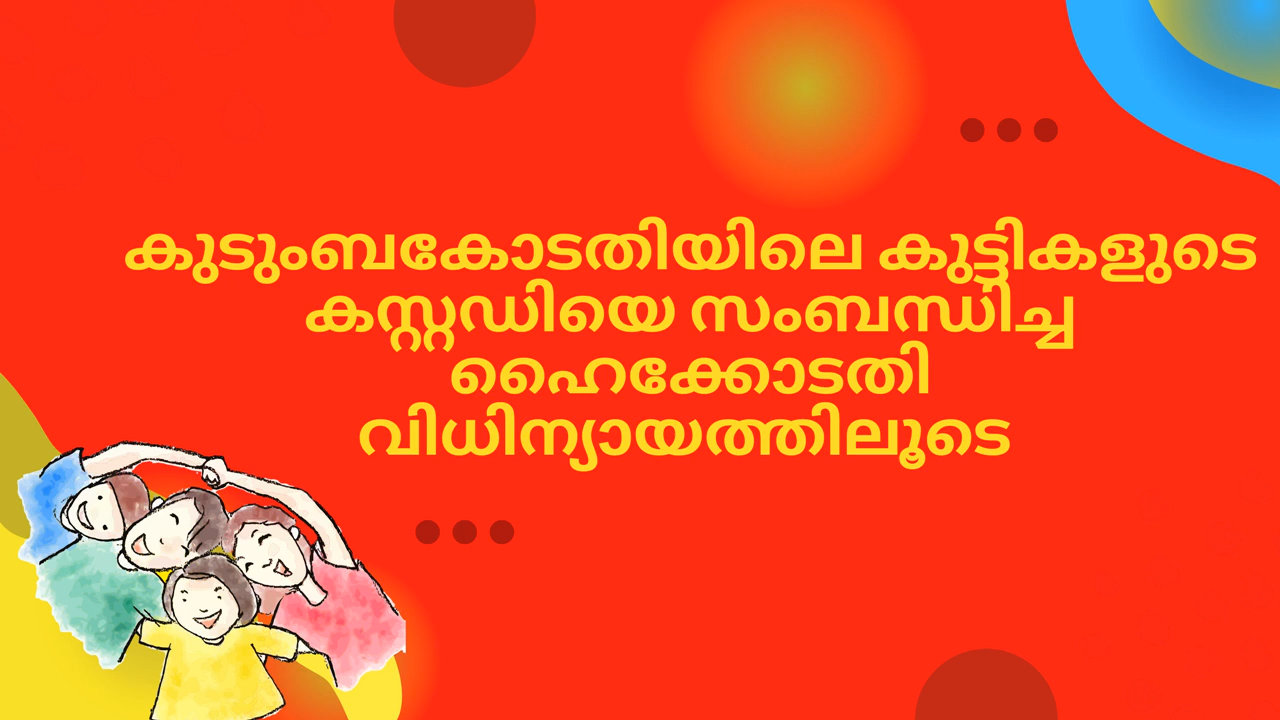 കുടുംബകോടതിയിലെ കുട്ടികളുടെ
കസ്റ്റഡിയെ സംബന്ധിച്ച
ഹൈക്കോടതി
വിധിന്യായത്തിലൂടെ